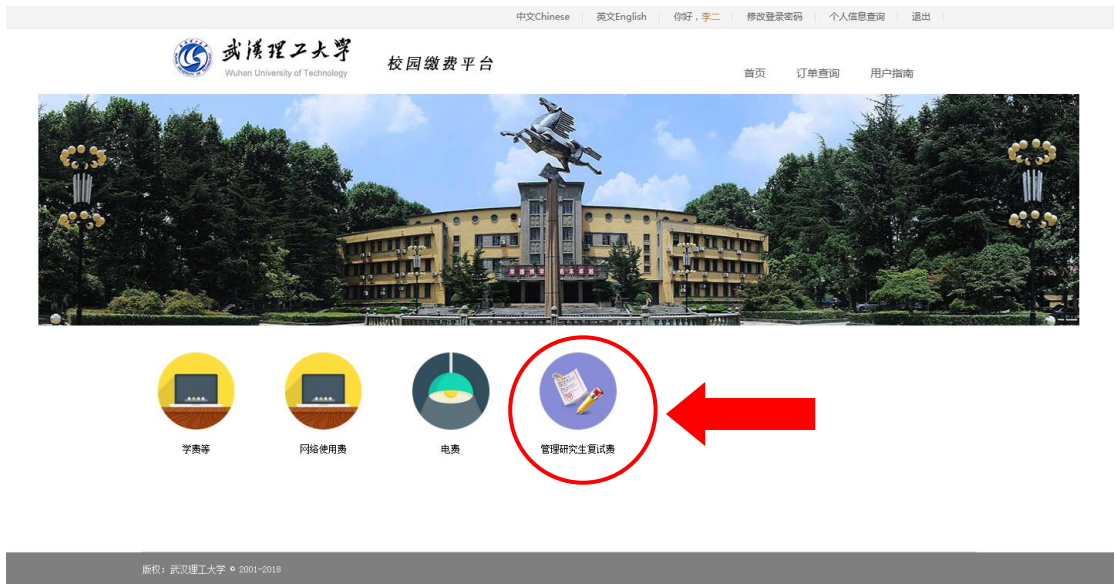 中文Chinese 英文English 你好，李二 修改登录密码 个人信息查询 退出
武汉理工大学
Wuhan University of Technology
校园缴费平台
首页 订单查询 用户指南
学费等 网络使用费 电费 管理研究生复试费
版权：武汉理工大学 © 2001-2018